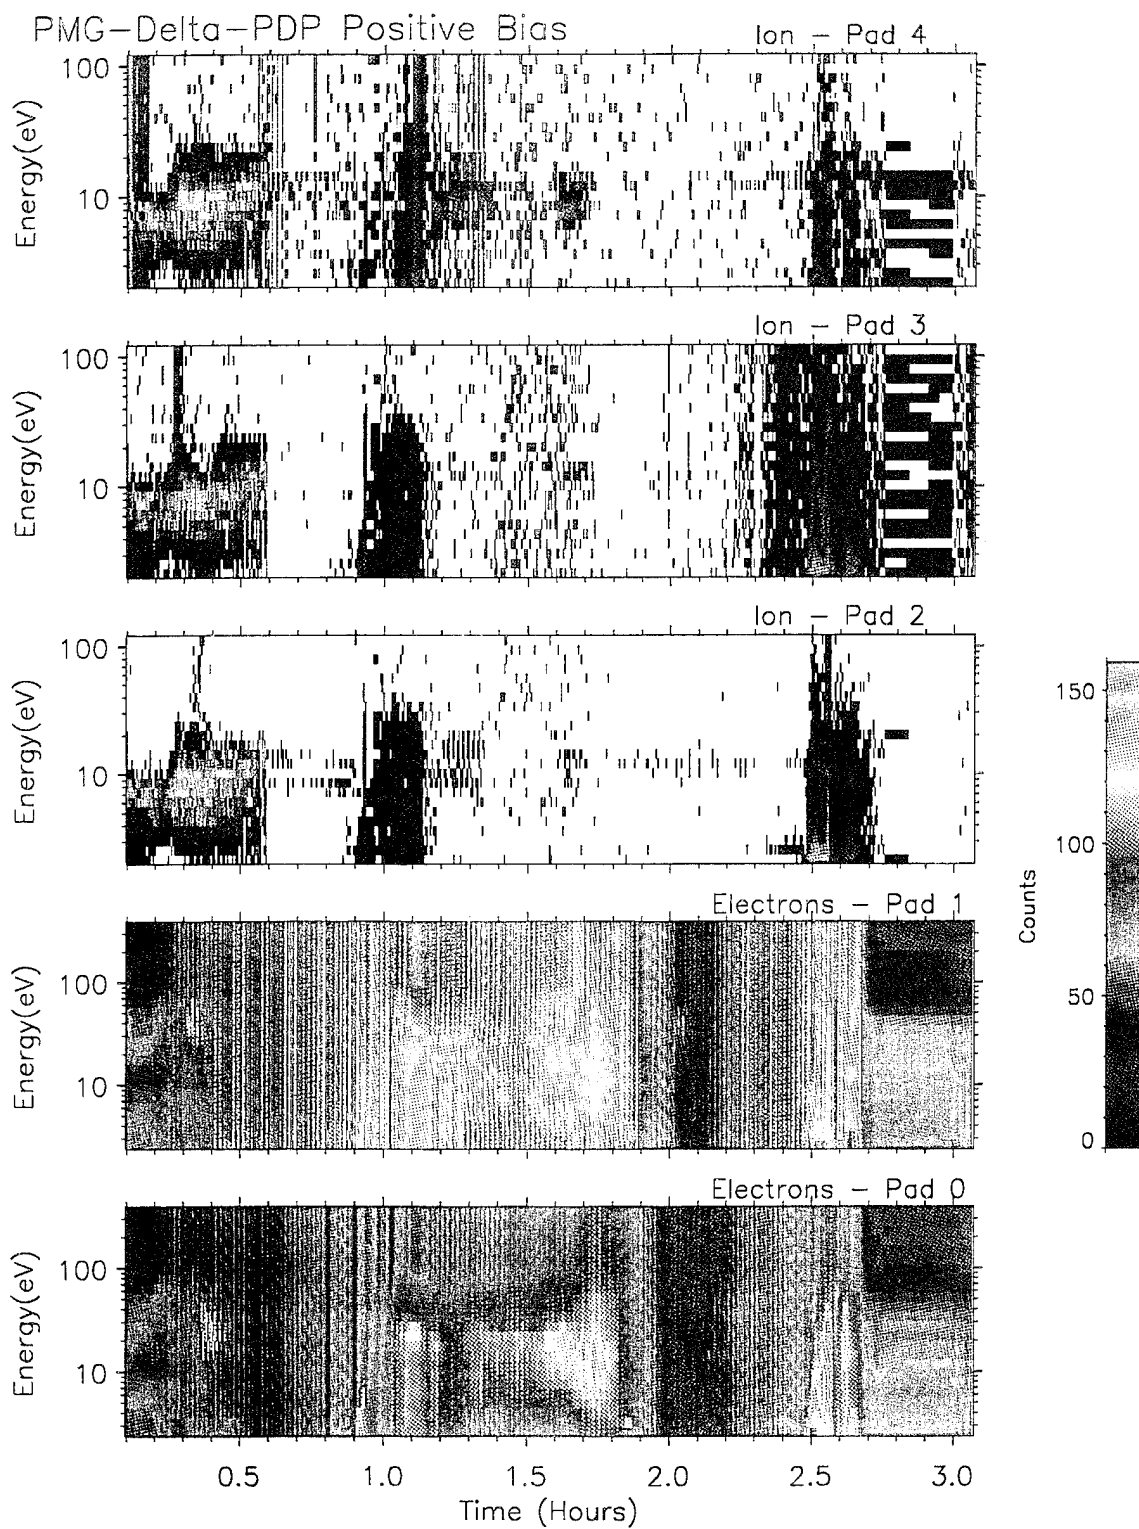 PMG-Delta-PDP Positive Bias
Ion - Pad 4
100
10
Energy(eV)
Ion - Pad 3
100
10
Energy(eV)
Ion - Pad 2
100
10
Energy(eV)
Electrons - Pad 1
100
10
Energy(eV)
Electrons - Pad 0
100
10
Energy(eV)
0.5 1.0 1.5 2.0 2.5 3.0
Time (Hours)
150
100
50
0
Counts